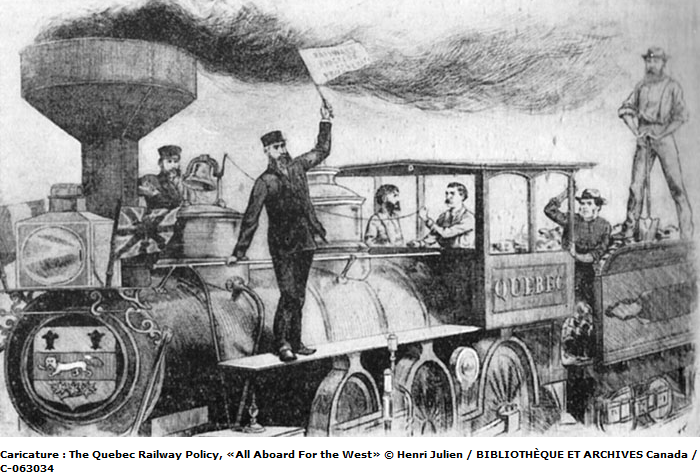 QUEBEC
Caricature : The Quebec Railway Policy, «All Aboard For the West» © Henri Julien / BIBLIOTHÈQUE ET ARCHIVES Canada /
C-063034